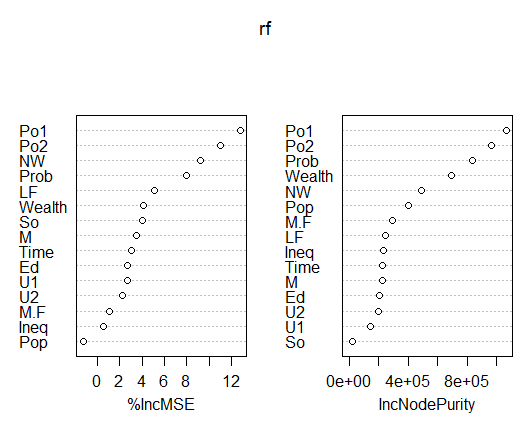 rf
Po1
Po2
NW
Prob
LF
Wealth
So
M
Time
Ed
U1
U2
M.F
Ineq
Pop
0 2 4 6 8 12
%IncMSE
Po1
Po2
Prob
Wealth
NW
Pop
M.F
LF
Ineq
Time
M
Ed
U2
U1
So
0e+00 4e+05 8e+05
IncNodePurity